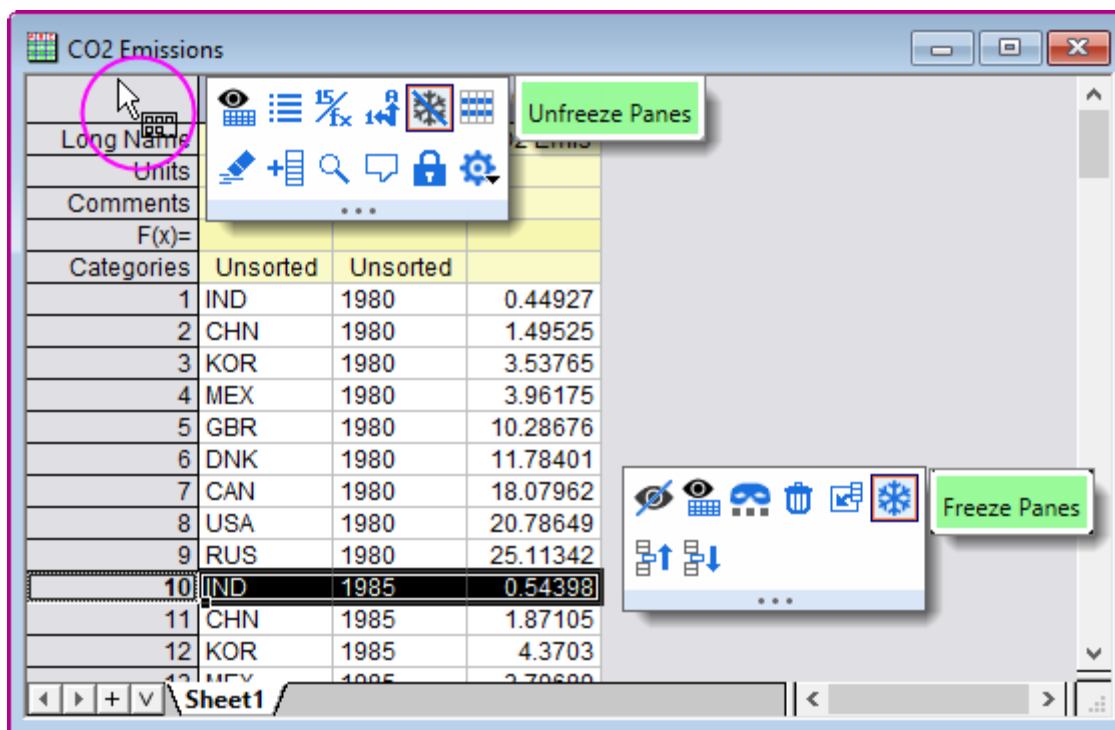 CO2 Emissions
Unfreeze Panes
Long Name
Units
Comments
F(x)=
Categories Unsorted Unsorted
1 IND 1980 0.44927
2 CHN 1980 1.49525
3 KOR 1980 3.53765
4 MEX 1980 3.96175
5 GBR 1980 10.28676
6 DNK 1980 11.78401
7 CAN 1980 18.07962
8 USA 1980 20.78649
9 RUS 1980 25.11342
Freeze Panes
10 IND 1985 0.54398
11 CHN 1985 1.87105
12 KOR 1985 4.3703
Sheet1